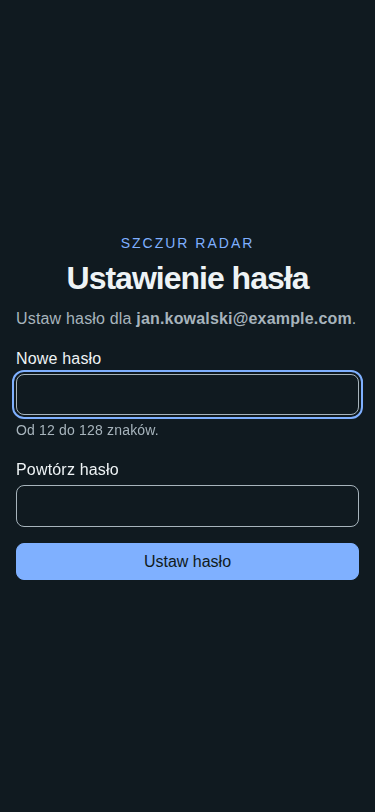 SZCZUR RADAR
Ustawienie hasła
Ustaw hasło dla jan.kowalski@example.com.
Nowe hasło
Od 12 do 128 znaków.
Powtórz hasło
Ustaw hasło